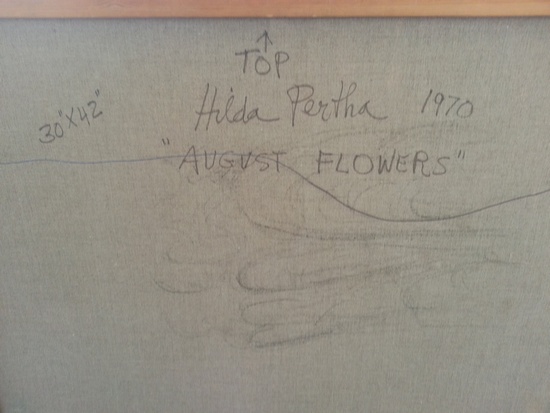 TOP
Hilda Pertha 1970
30"X42"
"AUGUST FLOWERS"